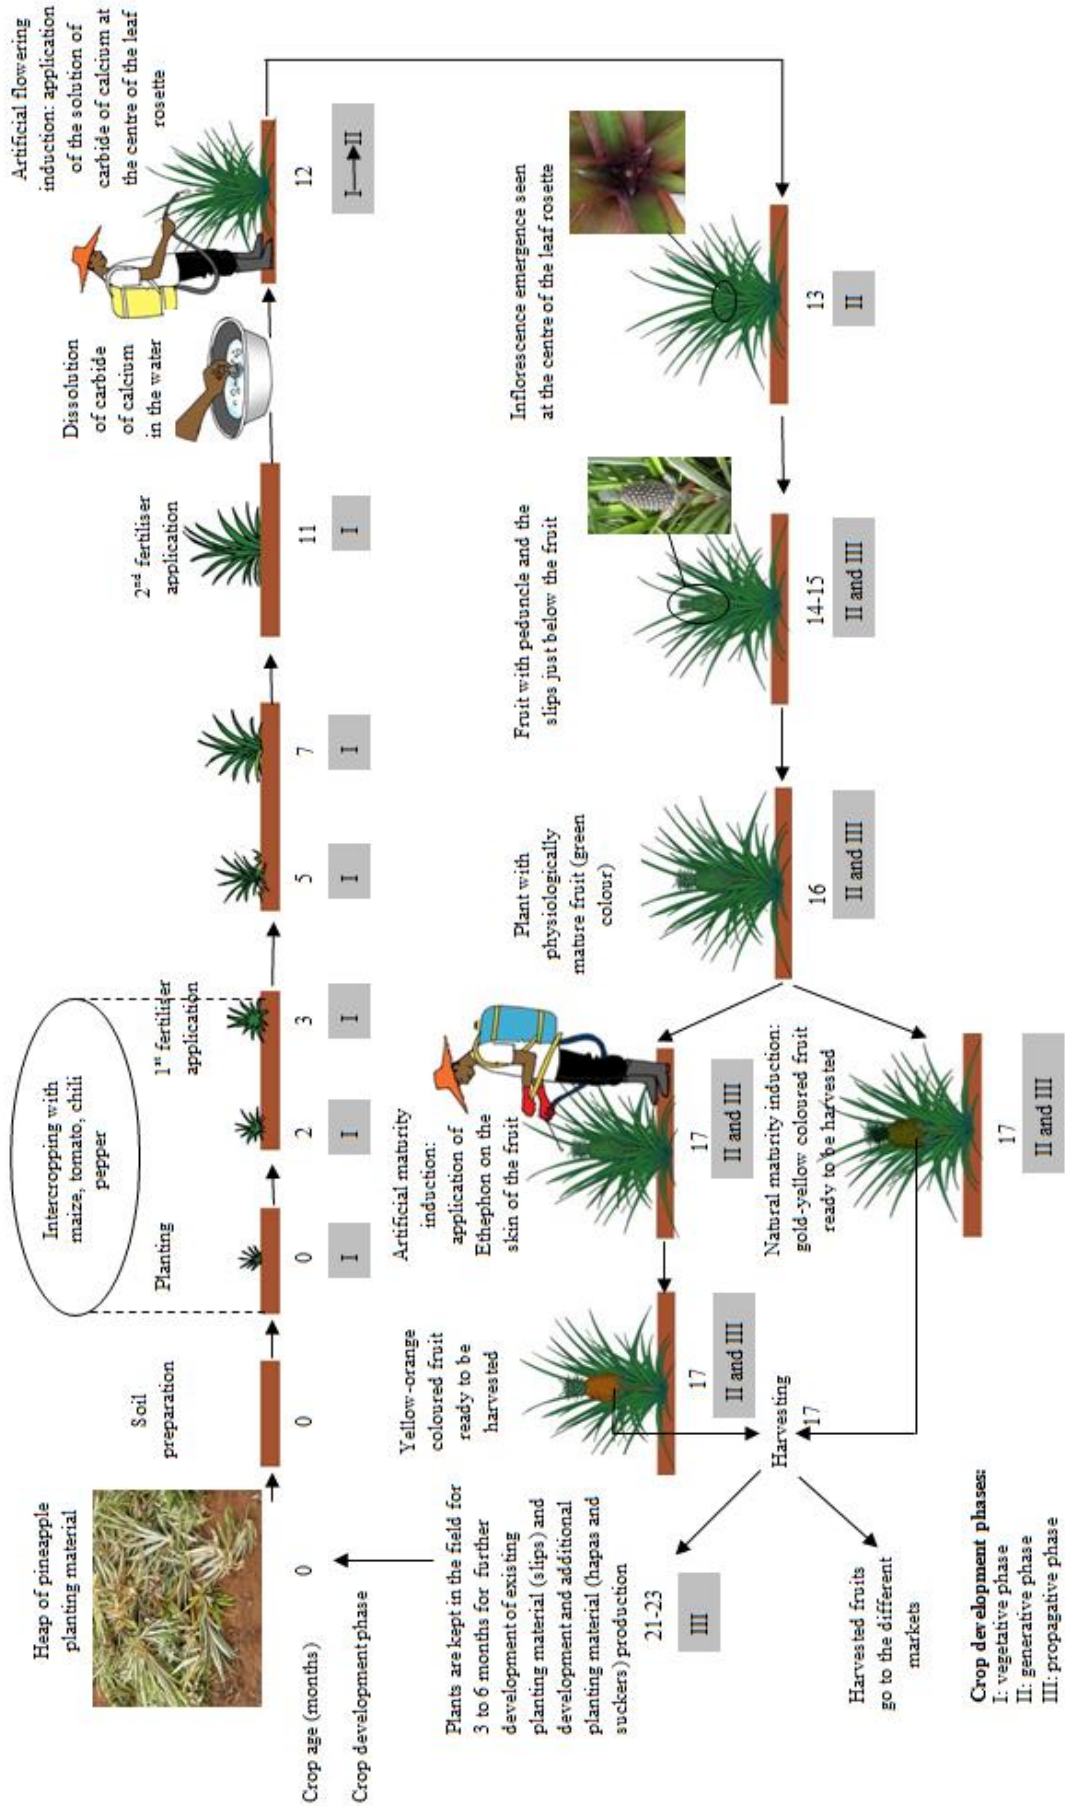 Heap of pineapple
planting material
Soil
preparation
Planting
Intercropping with
maize, tomato, chili
pepper
1st fertiliser
application
2nd fertiliser
application
Dissolution
of carbide
of calcium
in the water
Artificial flowering
induction: application
of the solution of
carbide of calcium at
the centre of the leaf
rosette
Crop age (months)
0
0
0
2
3
5
7
11
12
Crop development phase
I
I
I
I
I
I
I→II
Inflorescence emergence seen
at the centre of the leaf rosette
13
II
Fruit with peduncle and the
slips just below the fruit
14-15
II and III
Plant with
physiologically
mature fruit (green
colour)
16
II and III
Artificial maturity
induction:
application of
Ethephon on the
skin of the fruit
17
II and III
Natural maturity induction:
gold-yellow coloured fruit
ready to be harvested
17
II and III
Yellow-orange
coloured fruit
ready to be
harvested
17
II and III
Harvesting
17
Plants are kept in the field for
3 to 6 months for further
development of existing
planting material (slips) and
development and additional
planting material (hapas and
suckers) production
21-23
III
Harvested fruits
go to the different
markets
Crop development phases:
I: vegetative phase
II: generative phase
III: propagative phase